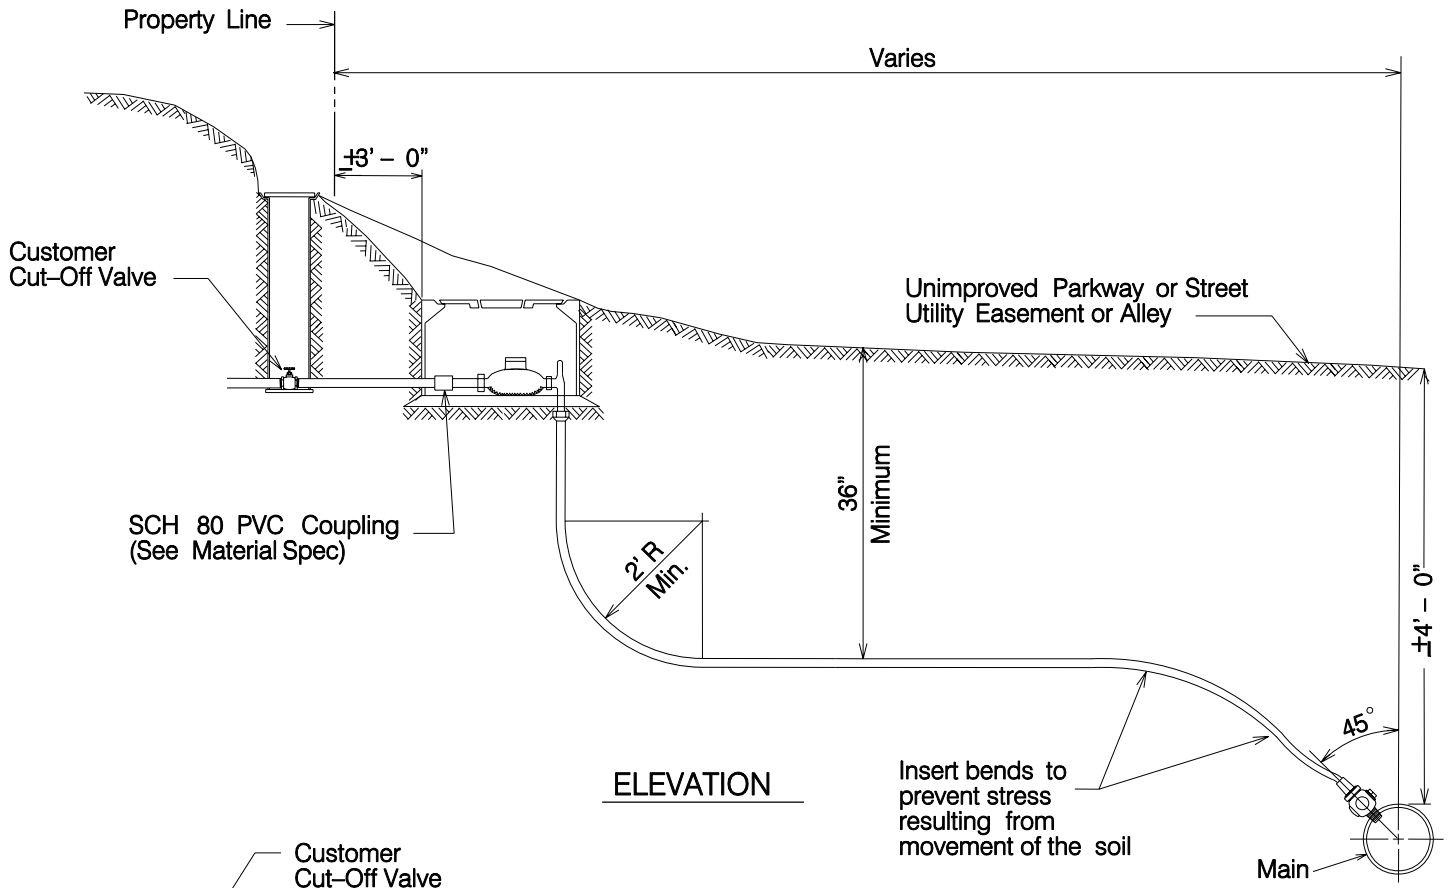 Property Line
Varies
±3' – 0"
Customer
Cut–Off Valve
Unimproved Parkway or Street
Utility Easement or Alley
36"
Minimum
SCH 80 PVC Coupling
(See Material Spec)
2' R
Min.
±4' – 0"
45°
ELEVATION
Insert bends to
prevent stress
resulting from
movement of the soil
Main
Customer
Cut–Off Valve